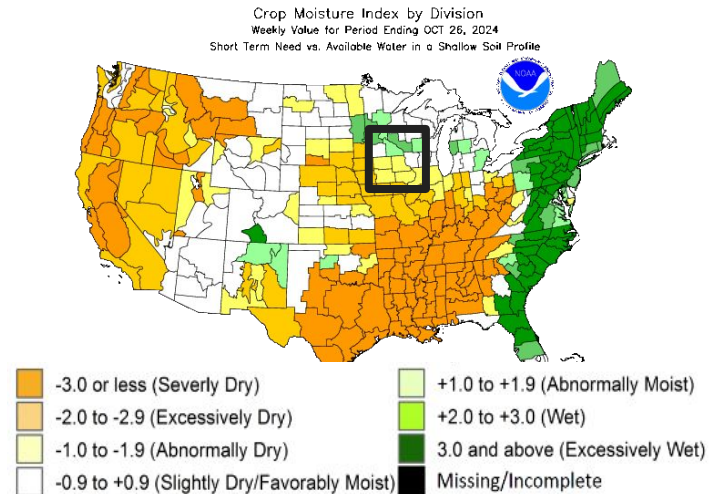 Crop Moisture Index by Division
Weekly Value for Period Ending OCT 26, 2024
Short Term Need vs. Available Water in a Shallow Soil Profile
NOAA
-3.0 or less (Severly Dry)
-2.0 to -2.9 (Excessively Dry)
-1.0 to -1.9 (Abnormally Dry)
-0.9 to +0.9 (Slightly Dry/Favorably Moist)
+1.0 to +1.9 (Abnormally Moist)
+2.0 to +3.0 (Wet)
3.0 and above (Excessively Wet)
Missing/Incomplete